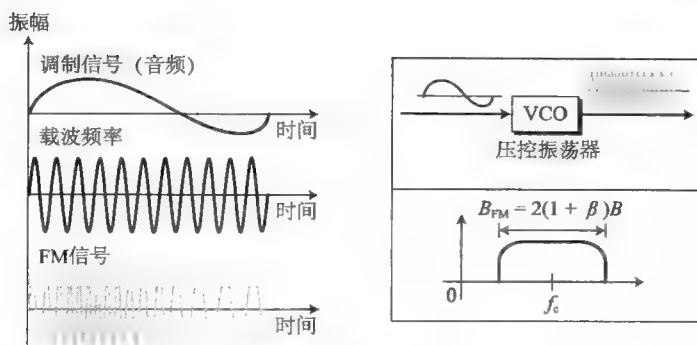 振幅
调制信号 (音频)
时间
载波频率
时间
FM信号
时间
VCO
压控振荡器
B_FM = 2(1 + β)B
0
f_c